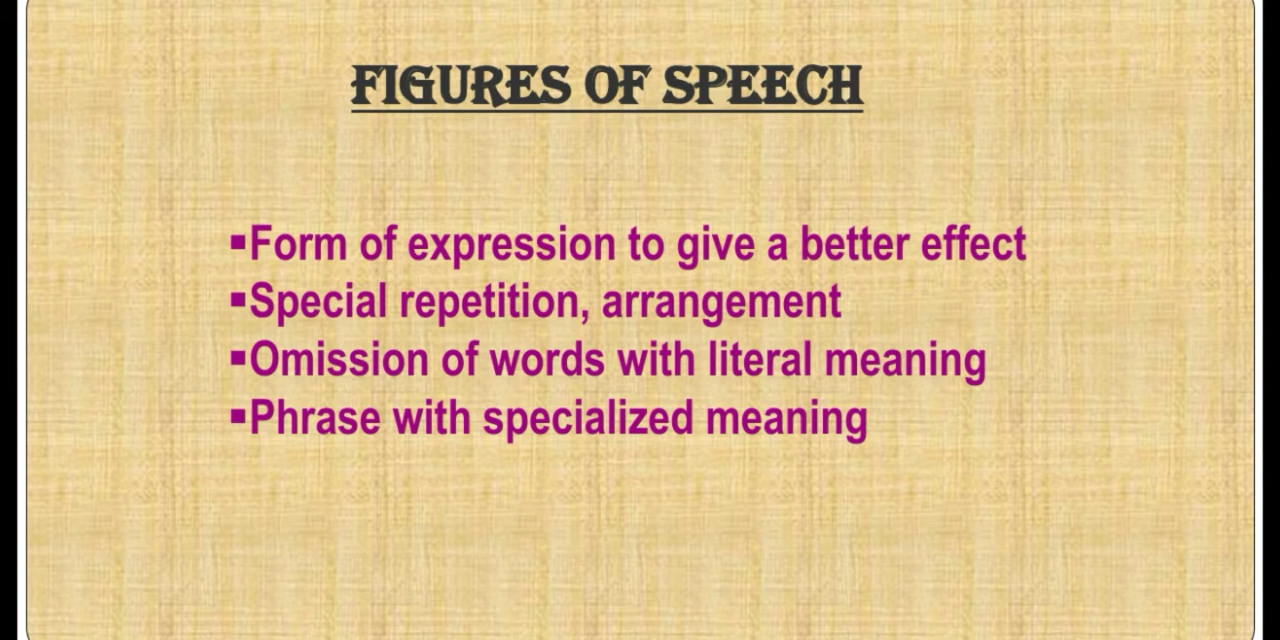 FIGURES OF SPEECH
▪Form of expression to give a better effect
▪Special repetition, arrangement
▪Omission of words with literal meaning
▪Phrase with specialized meaning